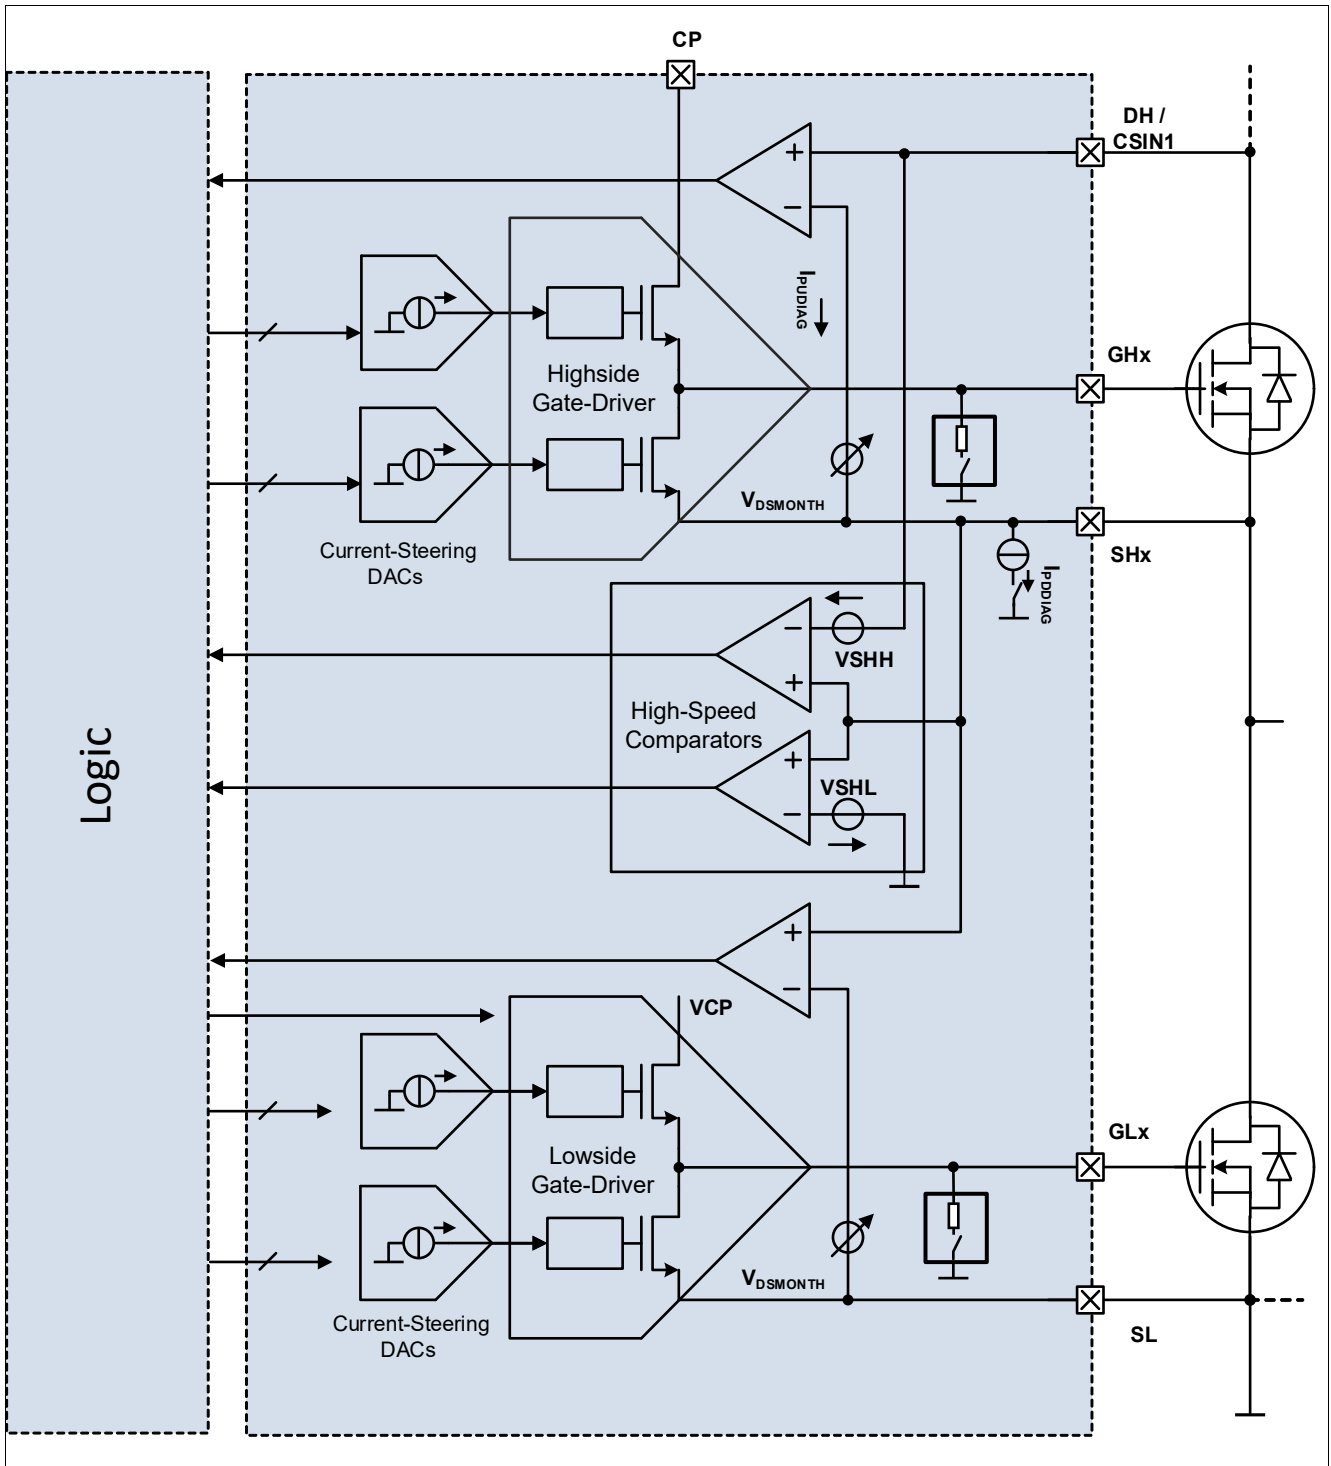 CP
DH /
CSIN1
+
−
IPUDIAG
GHx
Highside
Gate-Driver
VDSMONTH
SHx
Current-Steering
DACs
IPDDIAG
−
VSHH
+
High-Speed
Comparators
Logic
+
VSHL
−
+
−
VCP
GLx
Lowside
Gate-Driver
VDSMONTH
Current-Steering
DACs
SL